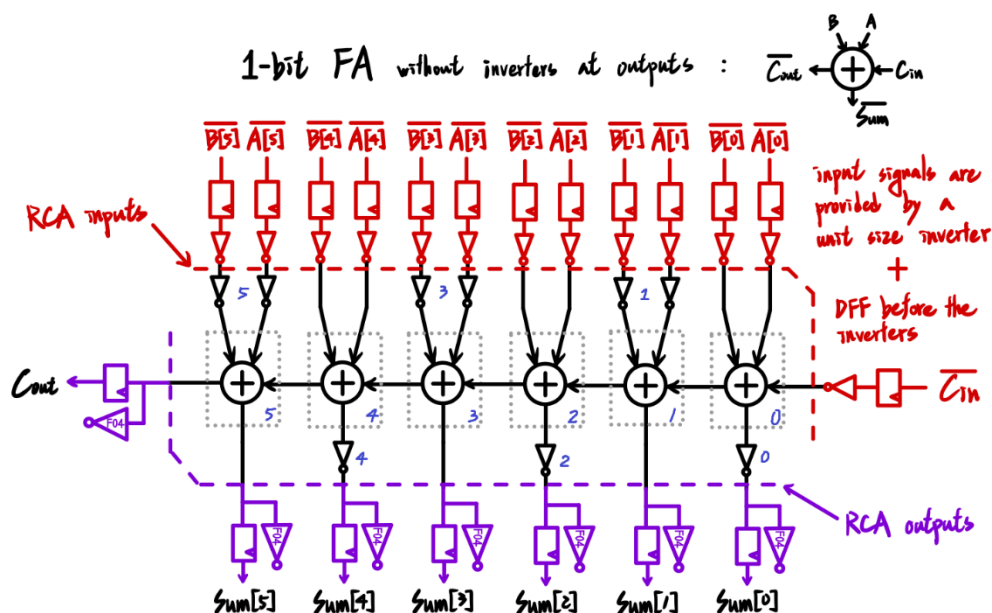 1-bit FA without inverters at outputs :
B A
C̅o̅u̅t̅ + Cin
S̅u̅m̅
B̅[̅5̅]̅ A̅[̅5̅]̅ B̅[̅4̅]̅ A̅[̅4̅]̅ B̅[̅3̅]̅ A̅[̅3̅]̅ B̅[̅2̅]̅ A̅[̅2̅]̅ B̅[̅1̅]̅ A̅[̅1̅]̅ B̅[̅0̅]̅ A̅[̅0̅]̅
input signals are
provided by a
unit size inverter
+
DFF before the
inverters
RCA inputs
5 3 1
Cout + + + + + + C̅i̅n̅
5 4 3 2 1 0
FO4
4 2 0
RCA outputs
FO4 FO4 FO4 FO4 FO4 FO4
Sum[5] Sum[4] Sum[3] Sum[2] Sum[1] Sum[0]